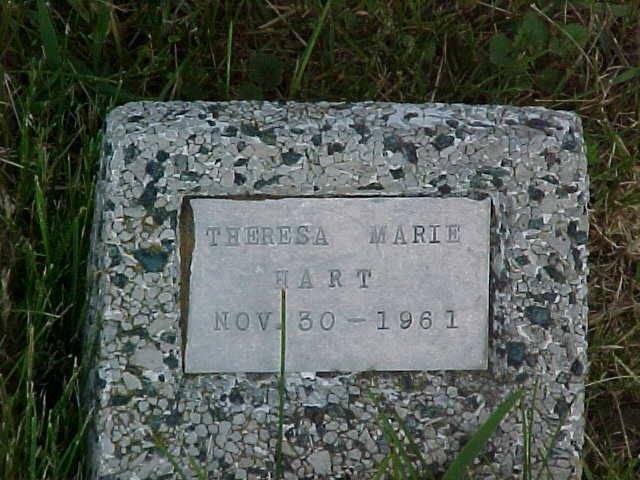 THERESA MARIE
HART
NOV. 30 - 1961